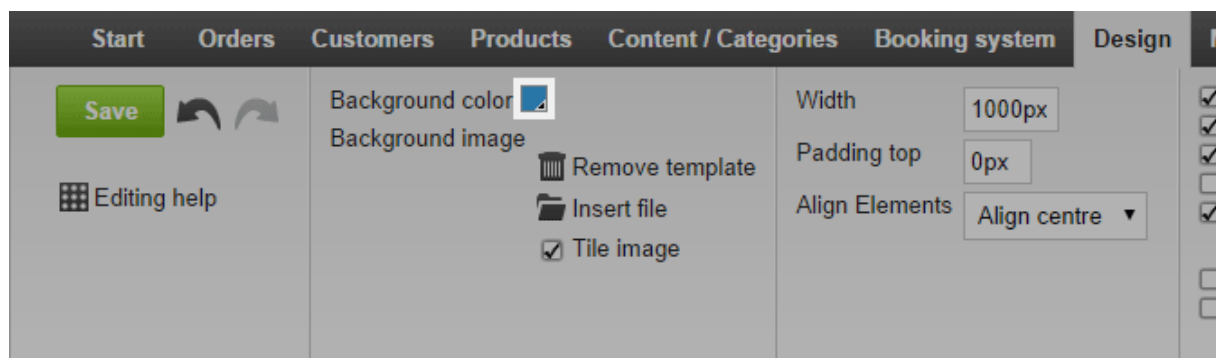 Start Orders Customers Products Content / Categories Booking system Design
Save
Editing help
Background color
Background image
Remove template
Insert file
Tile image
Width 1000px
Padding top 0px
Align Elements Align centre